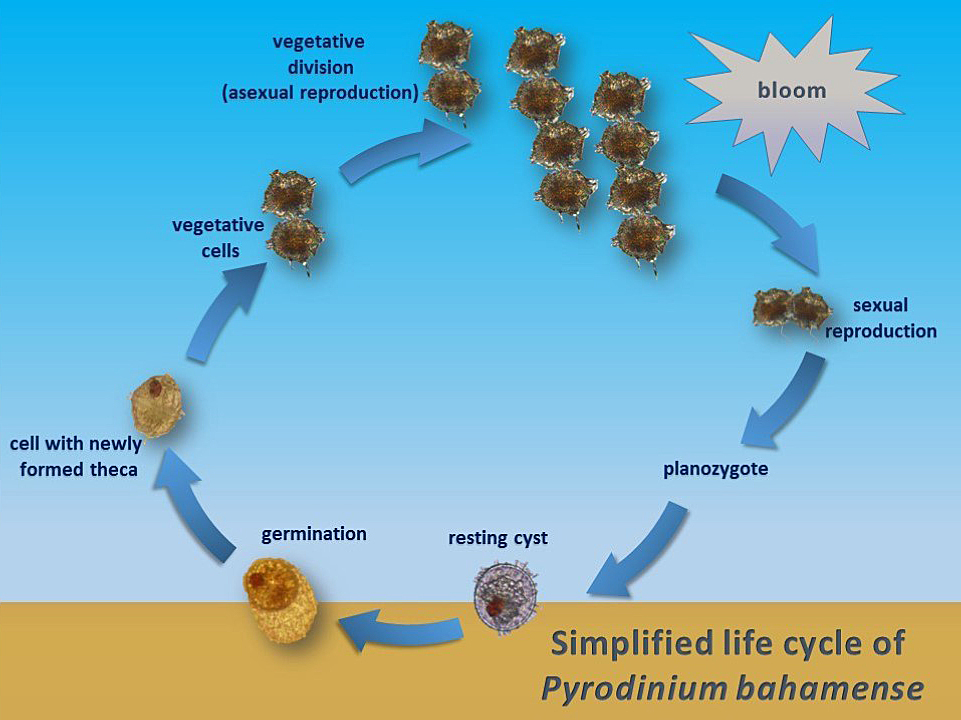 vegetative
division
(asexual reproduction)
bloom
vegetative
cells
sexual
reproduction
cell with newly
formed theca
planozygote
germination
resting cyst
Simplified life cycle of
Pyrodinium bahamense